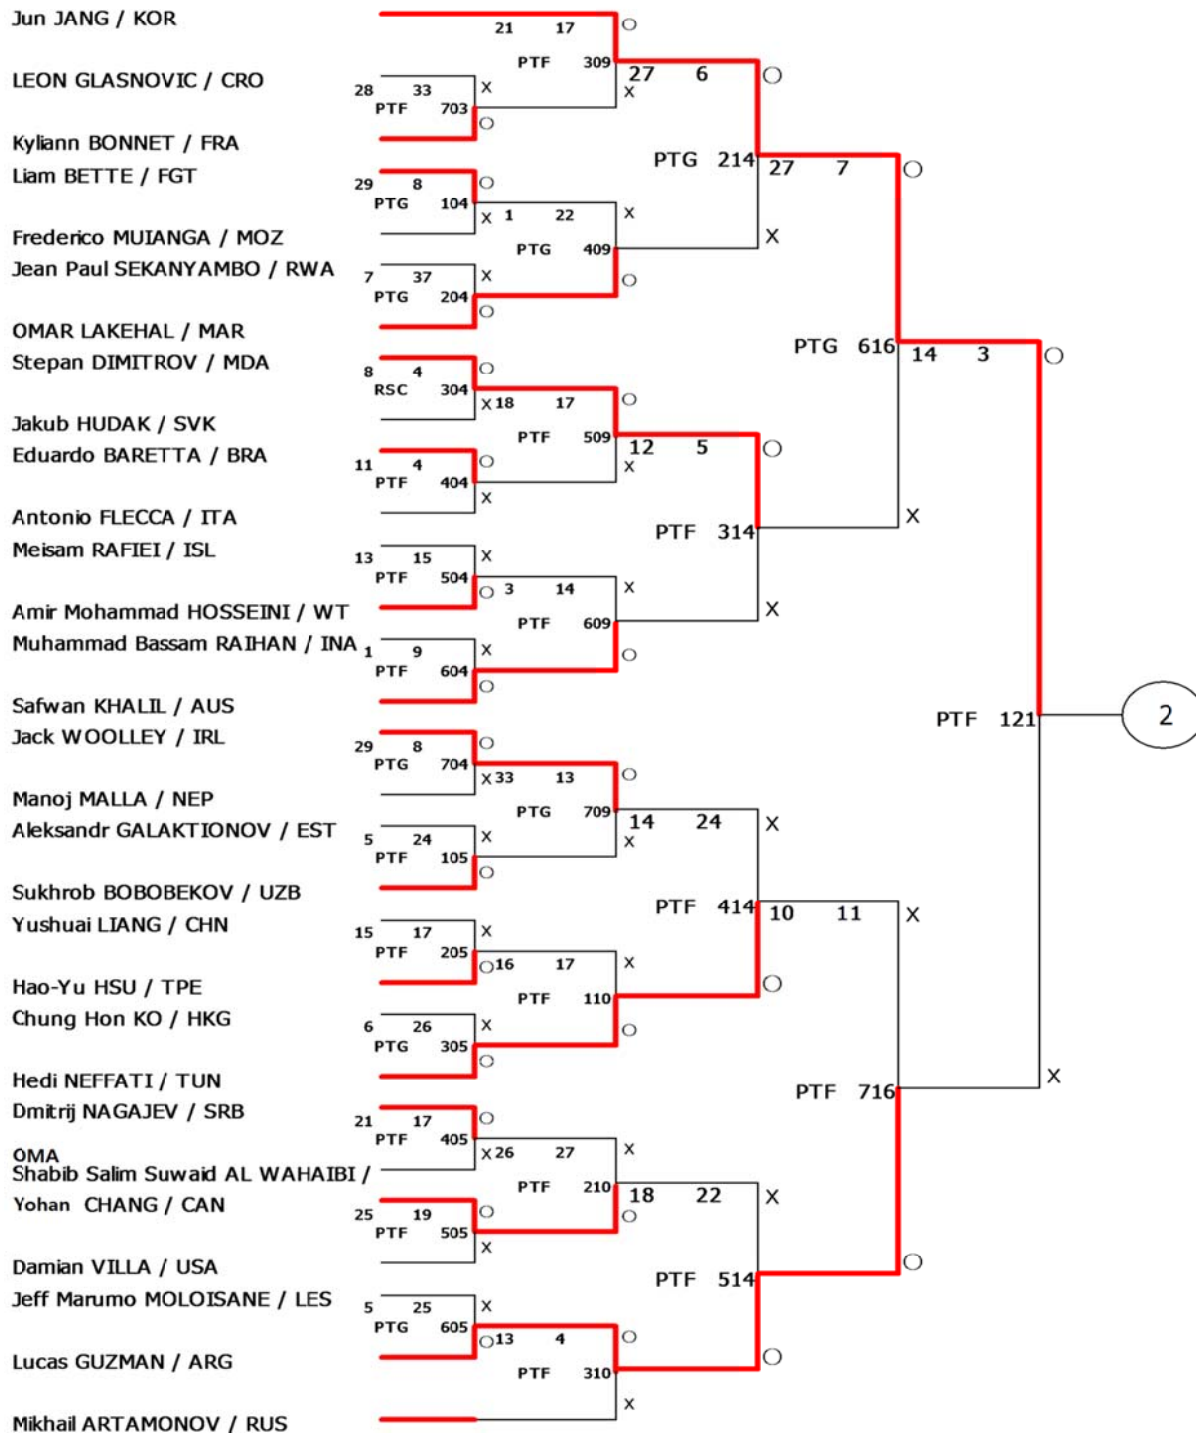 Jun JANG / KOR
21 17
O
PTF 309
27 6
O
LEON GLASNOVIC / CRO
28 33
X
X
PTF 703
O
Kyliann BONNET / FRA
PTG 214
27 7
O
Liam BETTE / FGT
29 8
O
PTG 104
X
1 22
X
Frederico MUIANGA / MOZ
PTG 409
X
Jean Paul SEKANYAMBO / RWA
7 37
X
O
PTG 204
O
OMAR LAKEHAL / MAR
PTG 616
14 3
O
Stepan DIMITROV / MDA
8 4
O
RSC 304
X
18 17
O
Jakub HUDAK / SVK
PTF 509
12 5
O
Eduardo BARETTA / BRA
11 4
O
X
PTF 404
X
Antonio FLECCA / ITA
PTF 314
X
Meisam RAFIEI / ISL
13 15
X
PTF 504
O
3 14
X
Amir Mohammad HOSSEINI / WT
PTF 609
X
Muhammad Bassam RAIHAN / INA
1 9
X
O
PTF 604
O
Safwan KHALIL / AUS
PTF 121
2
Jack WOOLLEY / IRL
29 8
O
PTG 704
X
33 13
O
Manoj MALLA / NEP
PTG 709
14 24
X
Aleksandr GALAKTIONOV / EST
5 24
X
X
PTF 105
O
Sukhrob BOBOBEKOV / UZB
PTF 414
10 11
X
Yushuai LIANG / CHN
15 17
X
PTF 205
O
16 17
X
Hao-Yu HSU / TPE
PTF 110
O
Chung Hon KO / HKG
6 26
X
O
PTG 305
O
Hedi NEFFATI / TUN
PTF 716
X
Dmitrij NAGAJEV / SRB
21 17
O
PTF 405
X
26 27
X
OMA
Shabib Salim Suwaid AL WAHAIBI /
PTF 210
18 22
X
Yohan CHANG / CAN
25 19
O
O
PTF 505
X
Damian VILLA / USA
PTF 514
O
Jeff Marumo MOLOISANE / LES
5 25
X
PTG 605
O
13 4
O
Lucas GUZMAN / ARG
PTF 310
O
X
Mikhail ARTAMONOV / RUS